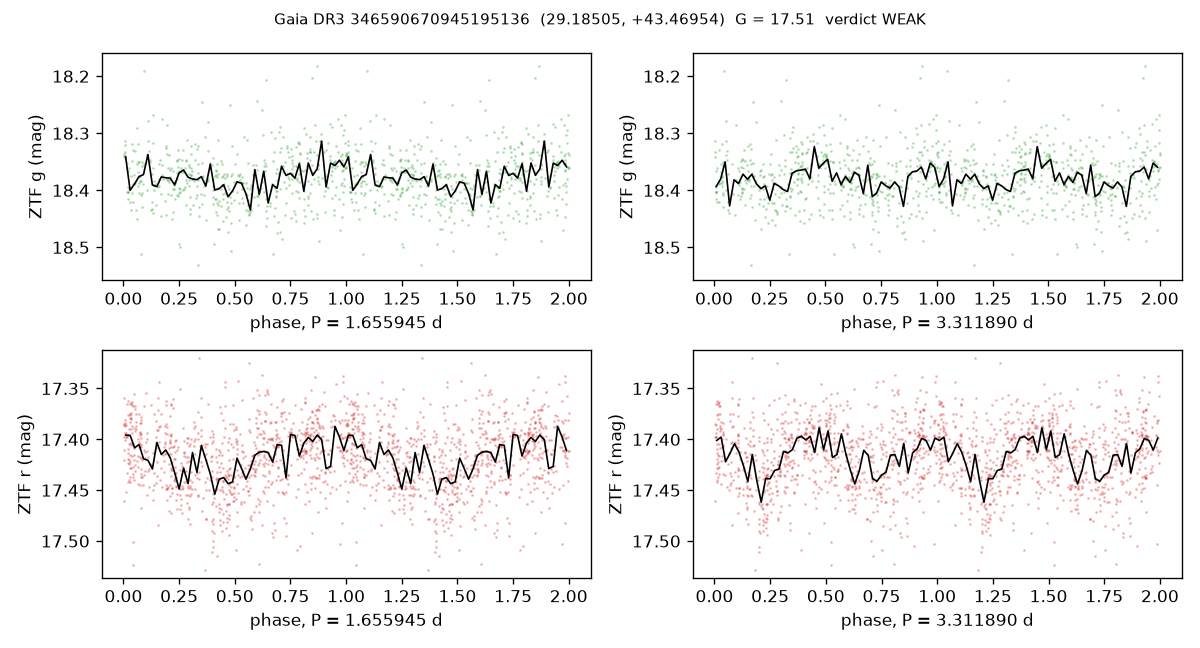 Gaia DR3 346590670945195136 (29.18505, +43.46954) G = 17.51 verdict WEAK
ZTF g (mag)
18.2
18.3
18.4
18.5
0.00 0.25 0.50 0.75 1.00 1.25 1.50 1.75 2.00
phase, P = 1.655945 d
ZTF g (mag)
18.2
18.3
18.4
18.5
0.00 0.25 0.50 0.75 1.00 1.25 1.50 1.75 2.00
phase, P = 3.311890 d
ZTF r (mag)
17.35
17.40
17.45
17.50
0.00 0.25 0.50 0.75 1.00 1.25 1.50 1.75 2.00
phase, P = 1.655945 d
ZTF r (mag)
17.35
17.40
17.45
17.50
0.00 0.25 0.50 0.75 1.00 1.25 1.50 1.75 2.00
phase, P = 3.311890 d